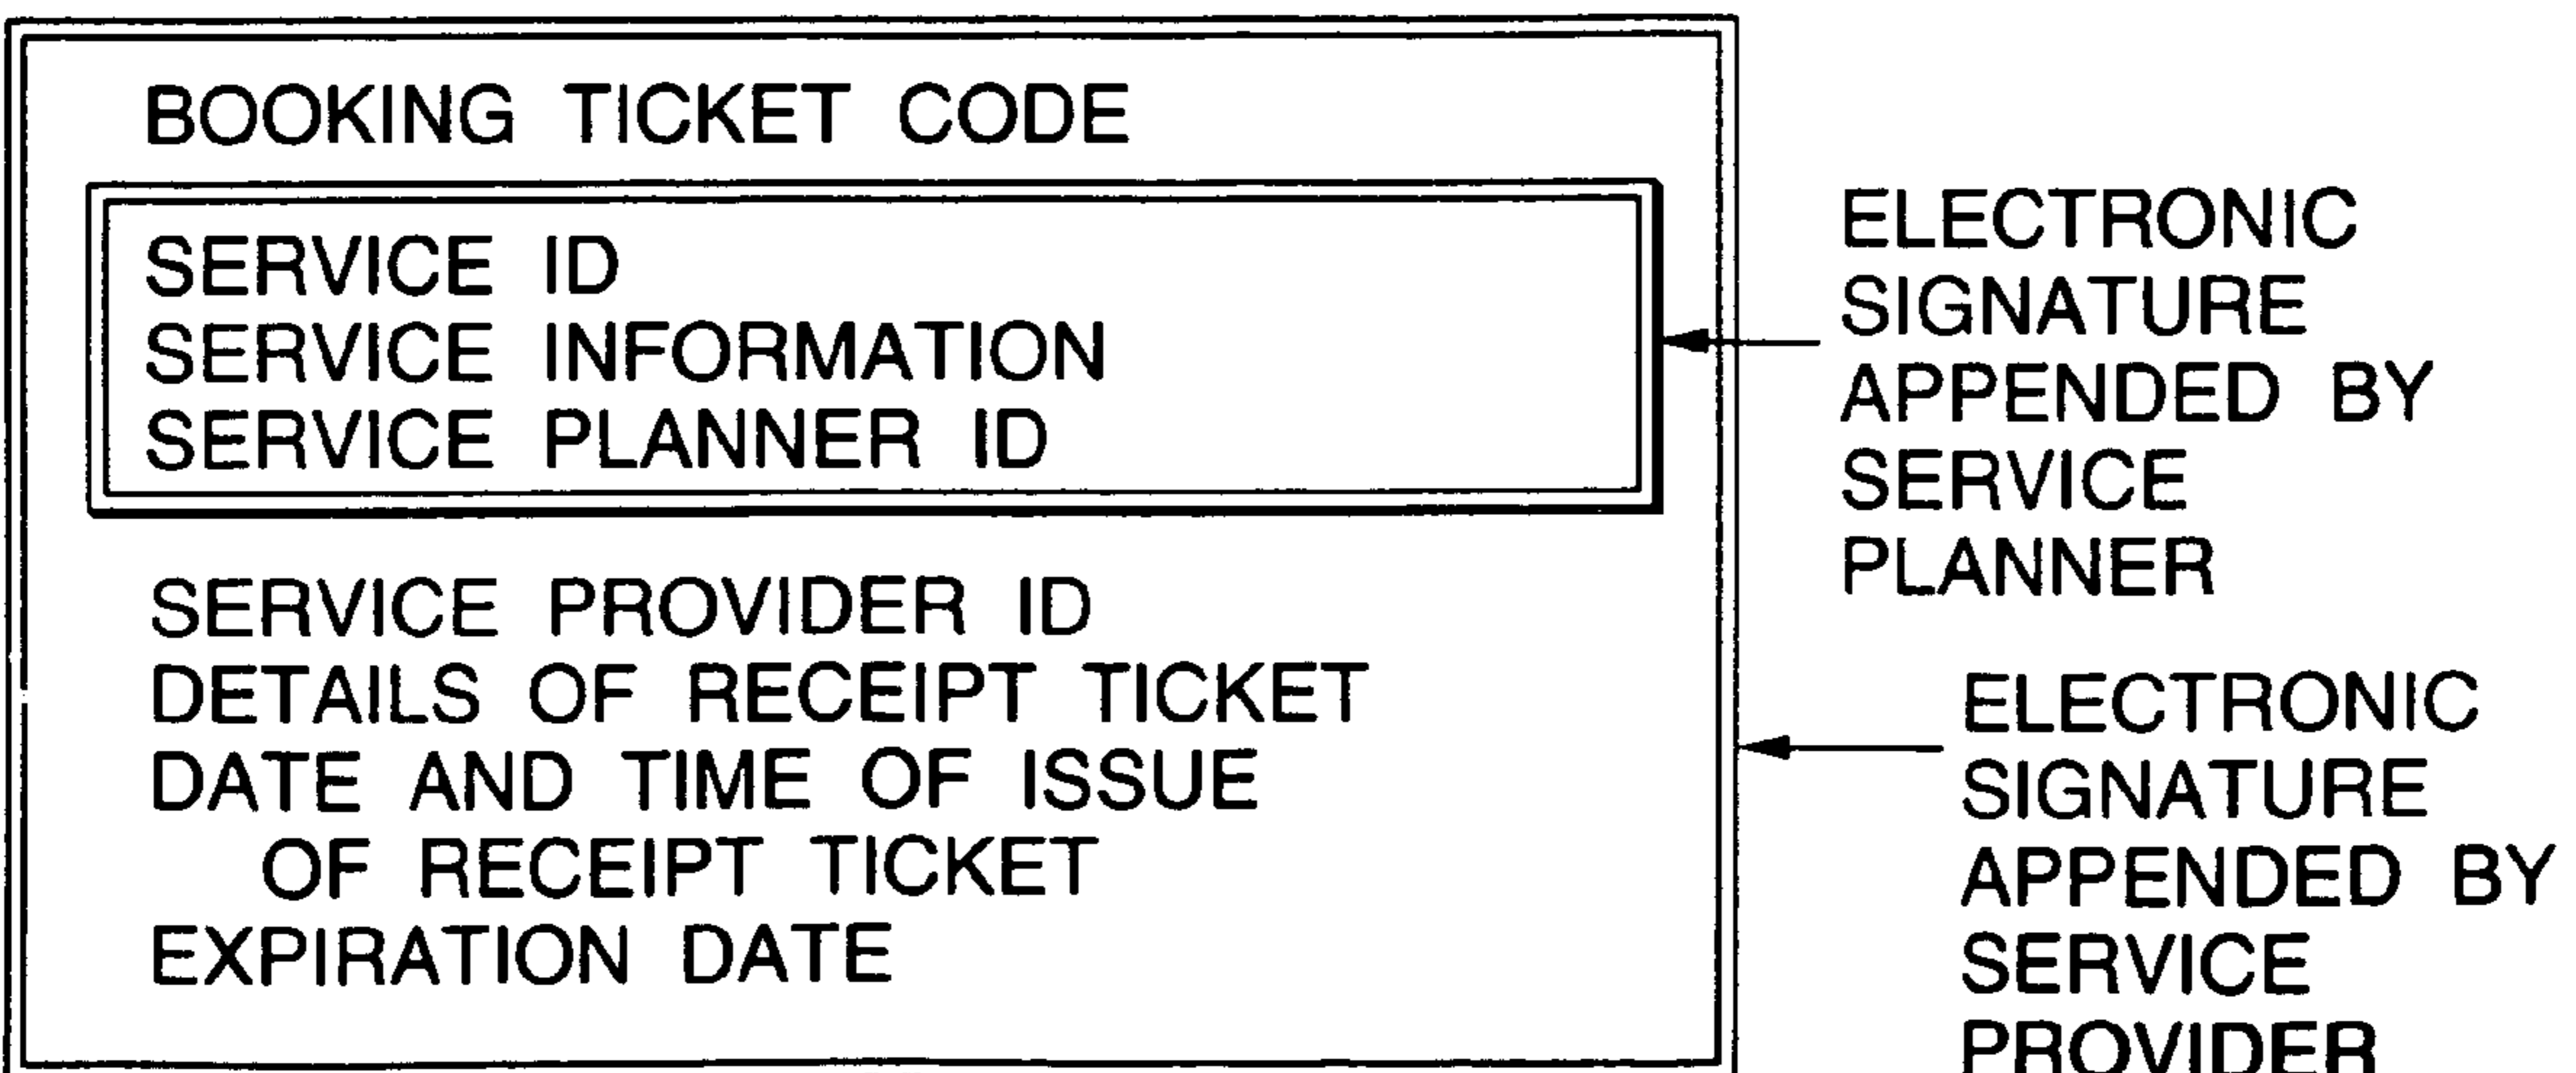 BOOKING TICKET CODE
SERVICE ID
SERVICE INFORMATION
SERVICE PLANNER ID
SERVICE PROVIDER ID
DETAILS OF RECEIPT TICKET
DATE AND TIME OF ISSUE
OF RECEIPT TICKET
EXPIRATION DATE
ELECTRONIC
SIGNATURE
APPENDED BY
SERVICE
PLANNER
ELECTRONIC
SIGNATURE
APPENDED BY
SERVICE
PROVIDER